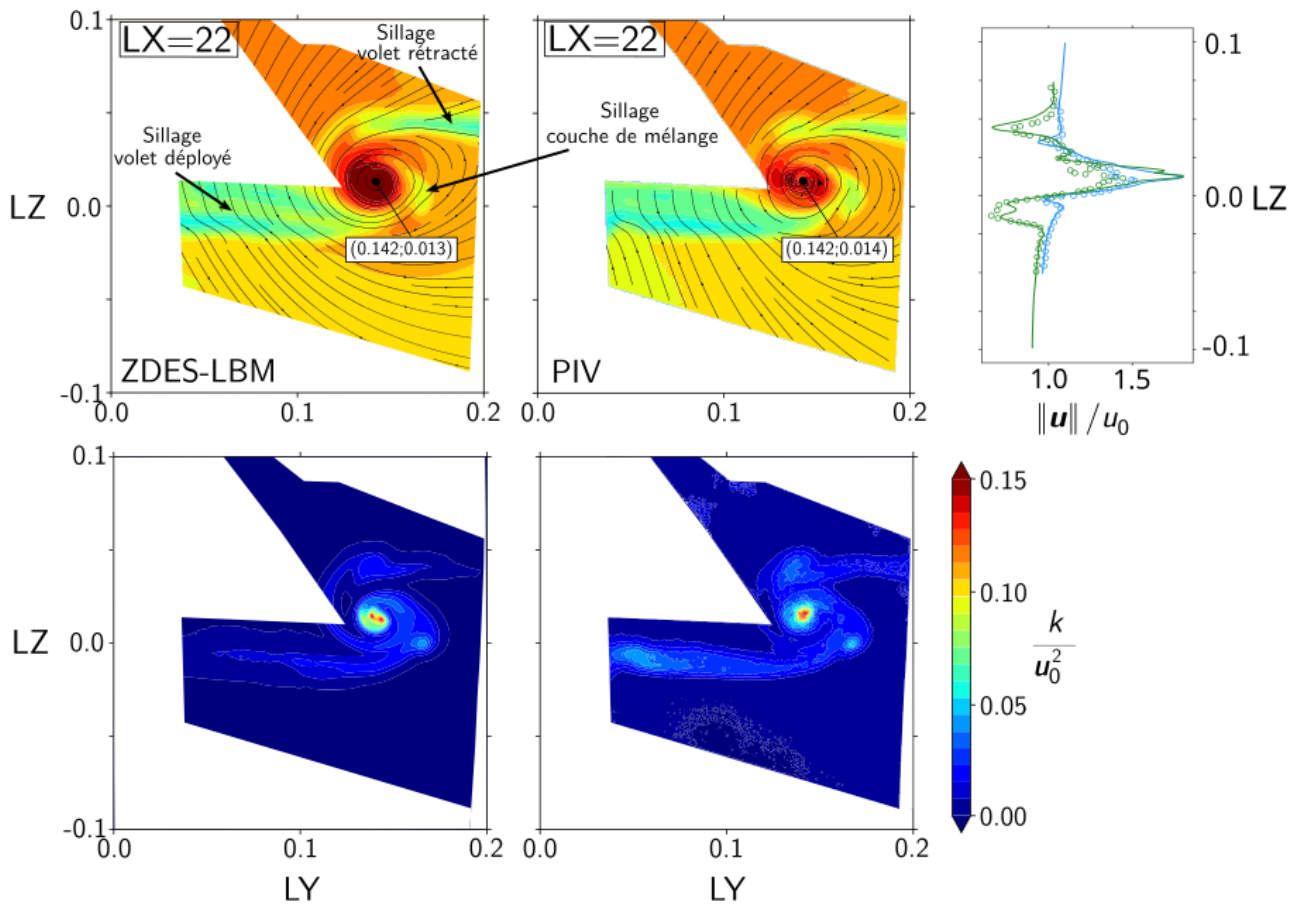 0.1
LX=22
Sillage
volet rétracté
Sillage
volet déployé
LZ
0.0
(0.142;0.013)
ZDES-LBM
-0.1
0.0
0.1
0.2
LX=22
Sillage
couche de mélange
(0.142;0.014)
PIV
0.0
0.1
0.2
0.1
0.0
LZ
-0.1
1.0
1.5
‖u‖ / u₀
0.1
LZ
0.0
-0.1
0.0
0.1
0.2
LY
0.0
0.1
0.2
LY
0.15
0.10
k
u₀²
0.05
0.00